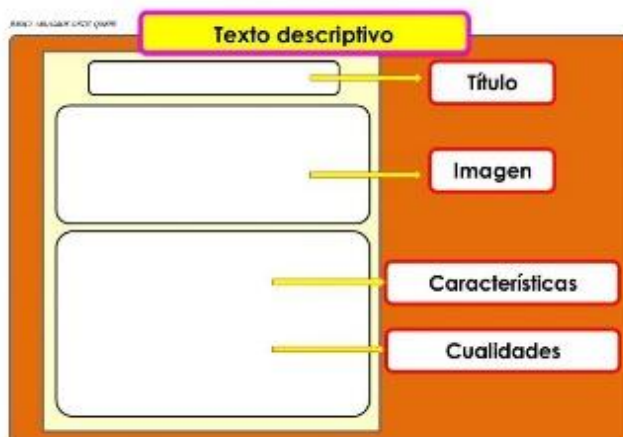 Texto descriptivo
Título
Imagen
Características
Cualidades